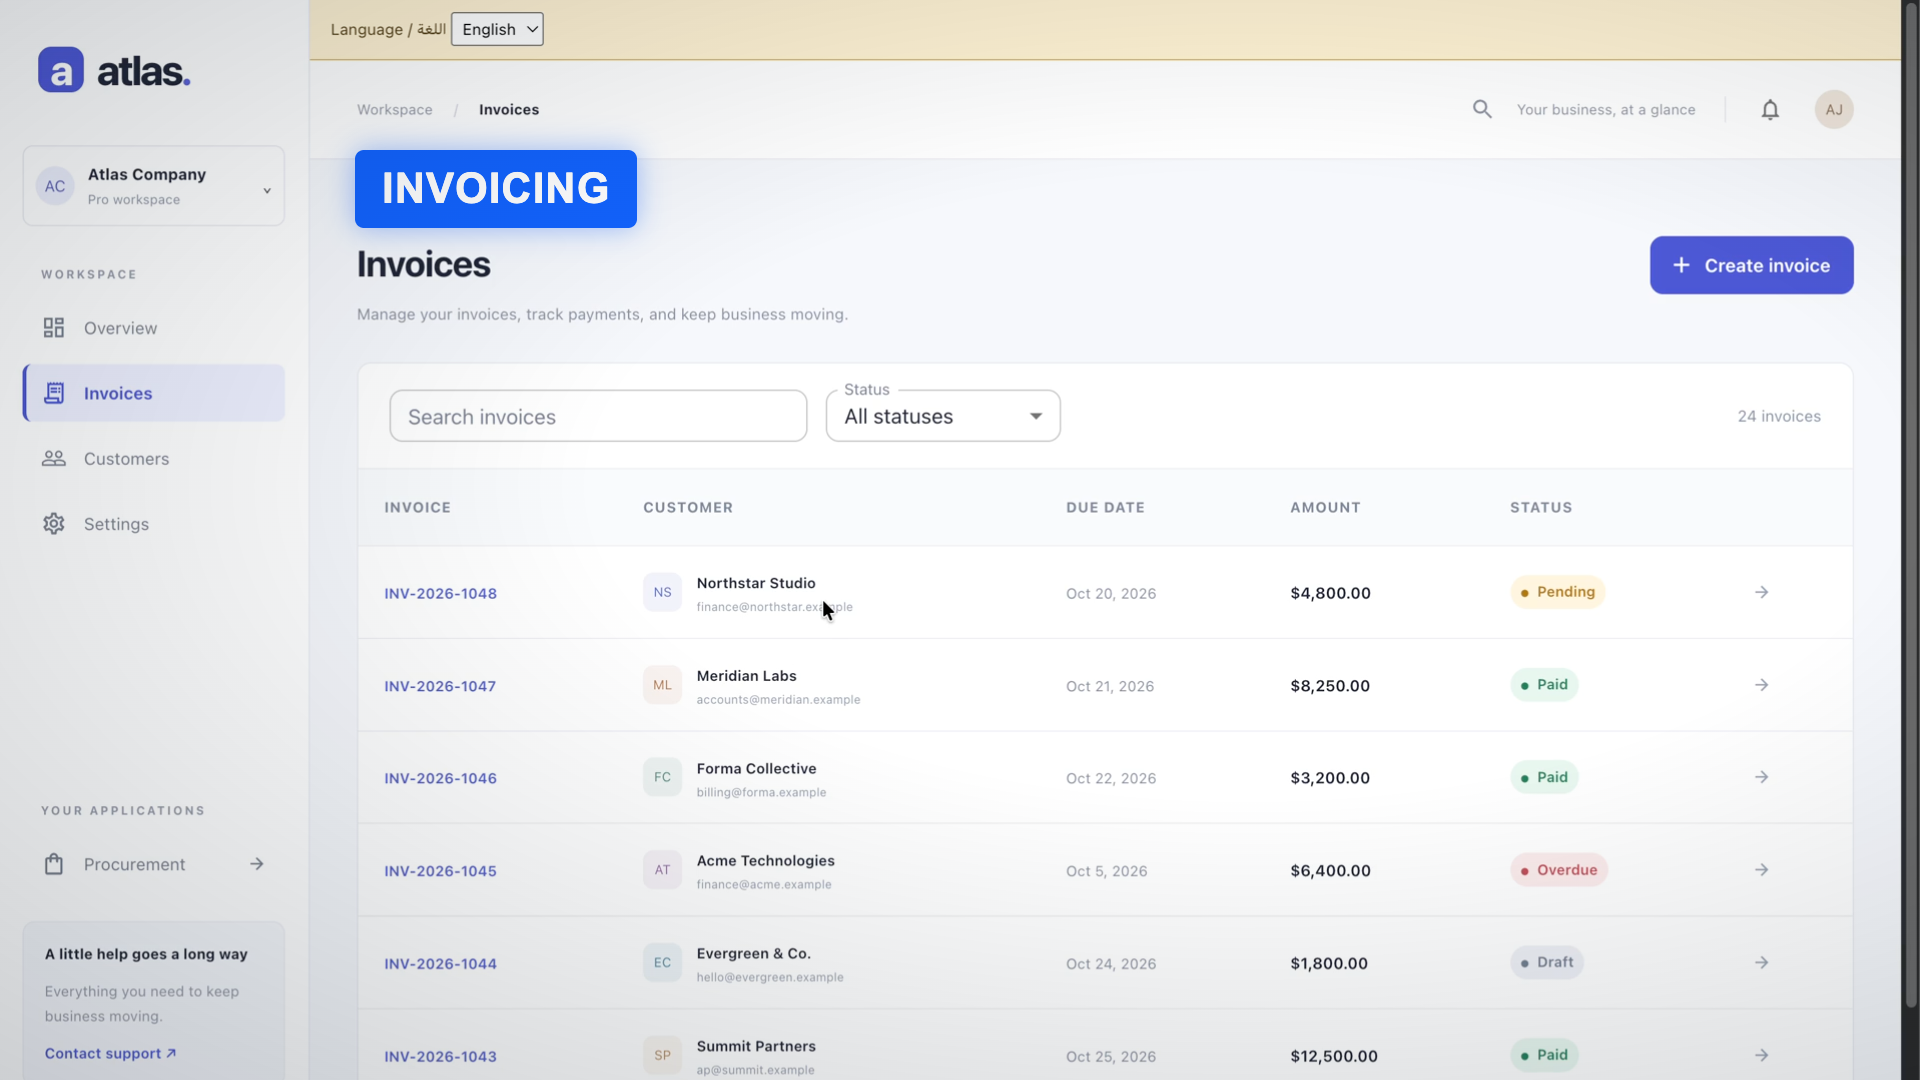 Language / اللغة English
a atlas.
Workspace / Invoices
Your business, at a glance
AJ
AC
Atlas Company
Pro workspace
INVOICING
WORKSPACE
Overview
Invoices
Customers
Settings
YOUR APPLICATIONS
Procurement
A little help goes a long way
Everything you need to keep
business moving.
Contact support ↗
Invoices
+ Create invoice
Manage your invoices, track payments, and keep business moving.
Search invoices
Status
All statuses
24 invoices
INVOICE CUSTOMER DUE DATE AMOUNT STATUS
INV-2026-1048 NS Northstar Studio Oct 20, 2026 $4,800.00 Pending
finance@northstar.example
INV-2026-1047 ML Meridian Labs Oct 21, 2026 $8,250.00 Paid
accounts@meridian.example
INV-2026-1046 FC Forma Collective Oct 22, 2026 $3,200.00 Paid
billing@forma.example
INV-2026-1045 AT Acme Technologies Oct 5, 2026 $6,400.00 Overdue
finance@acme.example
INV-2026-1044 EC Evergreen & Co. Oct 24, 2026 $1,800.00 Draft
hello@evergreen.example
INV-2026-1043 SP Summit Partners Oct 25, 2026 $12,500.00 Paid
ap@summit.example